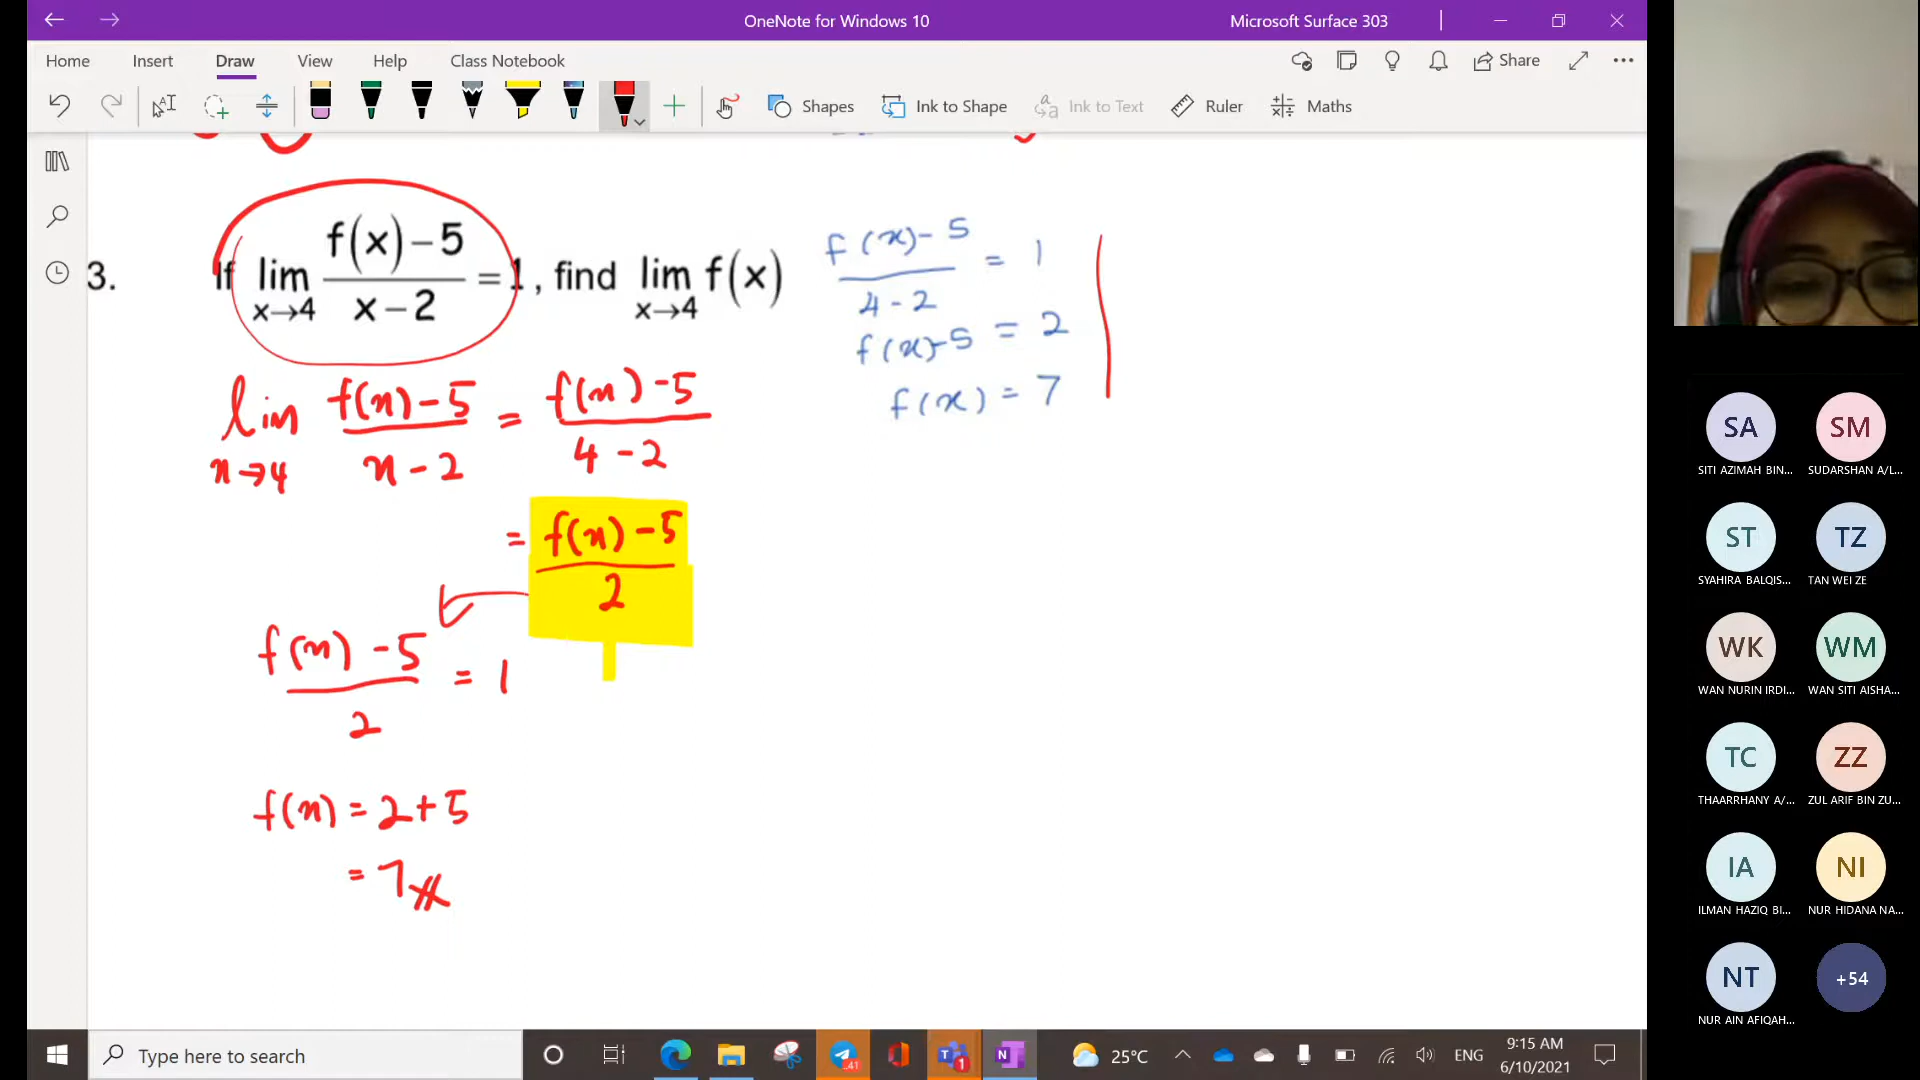 OneNote for Windows 10
Microsoft Surface 303
Home Insert Draw View Help Class Notebook
Share
Shapes Ink to Shape Ink to Text Ruler Maths
3. If lim x→4 f(x)-5 / x-2 = 1, find lim x→4 f(x)
f(x)-5 / 4-2 = 1
f(x)-5 = 2
f(x) = 7
lim x→4 f(x)-5 / x-2 = f(x)-5 / 4-2
= f(x)-5 / 2
f(x)-5 / 2 = 1
f(x) = 2+5
= 7
SA SM
SITI AZIMAH BIN... SUDARSHAN A/L...
ST TZ
SYAHIRA BALQIS... TAN WEI ZE
WK WM
WAN NURIN IRDI... WAN SITI AISHA...
TC ZZ
THAARRHANY A/... ZUL ARIF BIN ZU...
IA NI
ILMAN HAZIQ BI... NUR HIDANA NA...
NT +54
NUR AIN AFIQAH...
Type here to search
41
1
25°C
ENG
9:15 AM
6/10/2021